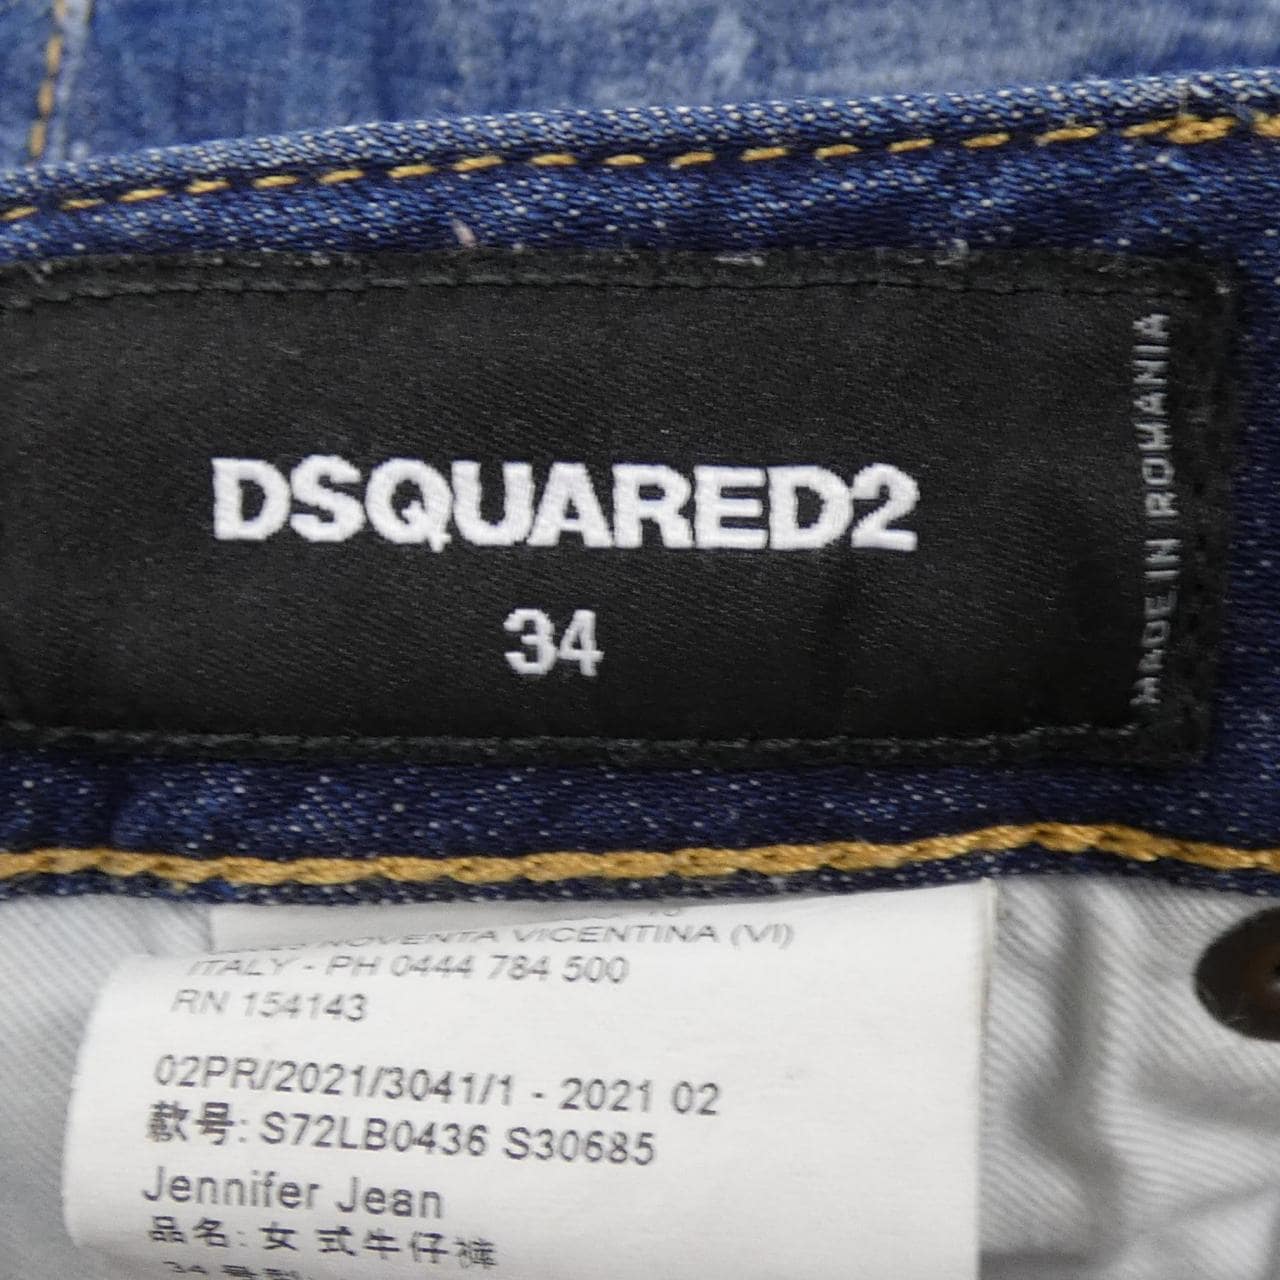 DSQUARED2
34
MADE IN ROMANIA
NOVENTA VICENTINA (VI)
ITALY - PH 0444 784 500
RN 154143
02PR/2021/3041/1 - 2021 02
款号: S72LB0436 S30685
Jennifer Jean
品名: 女 式牛仔裤